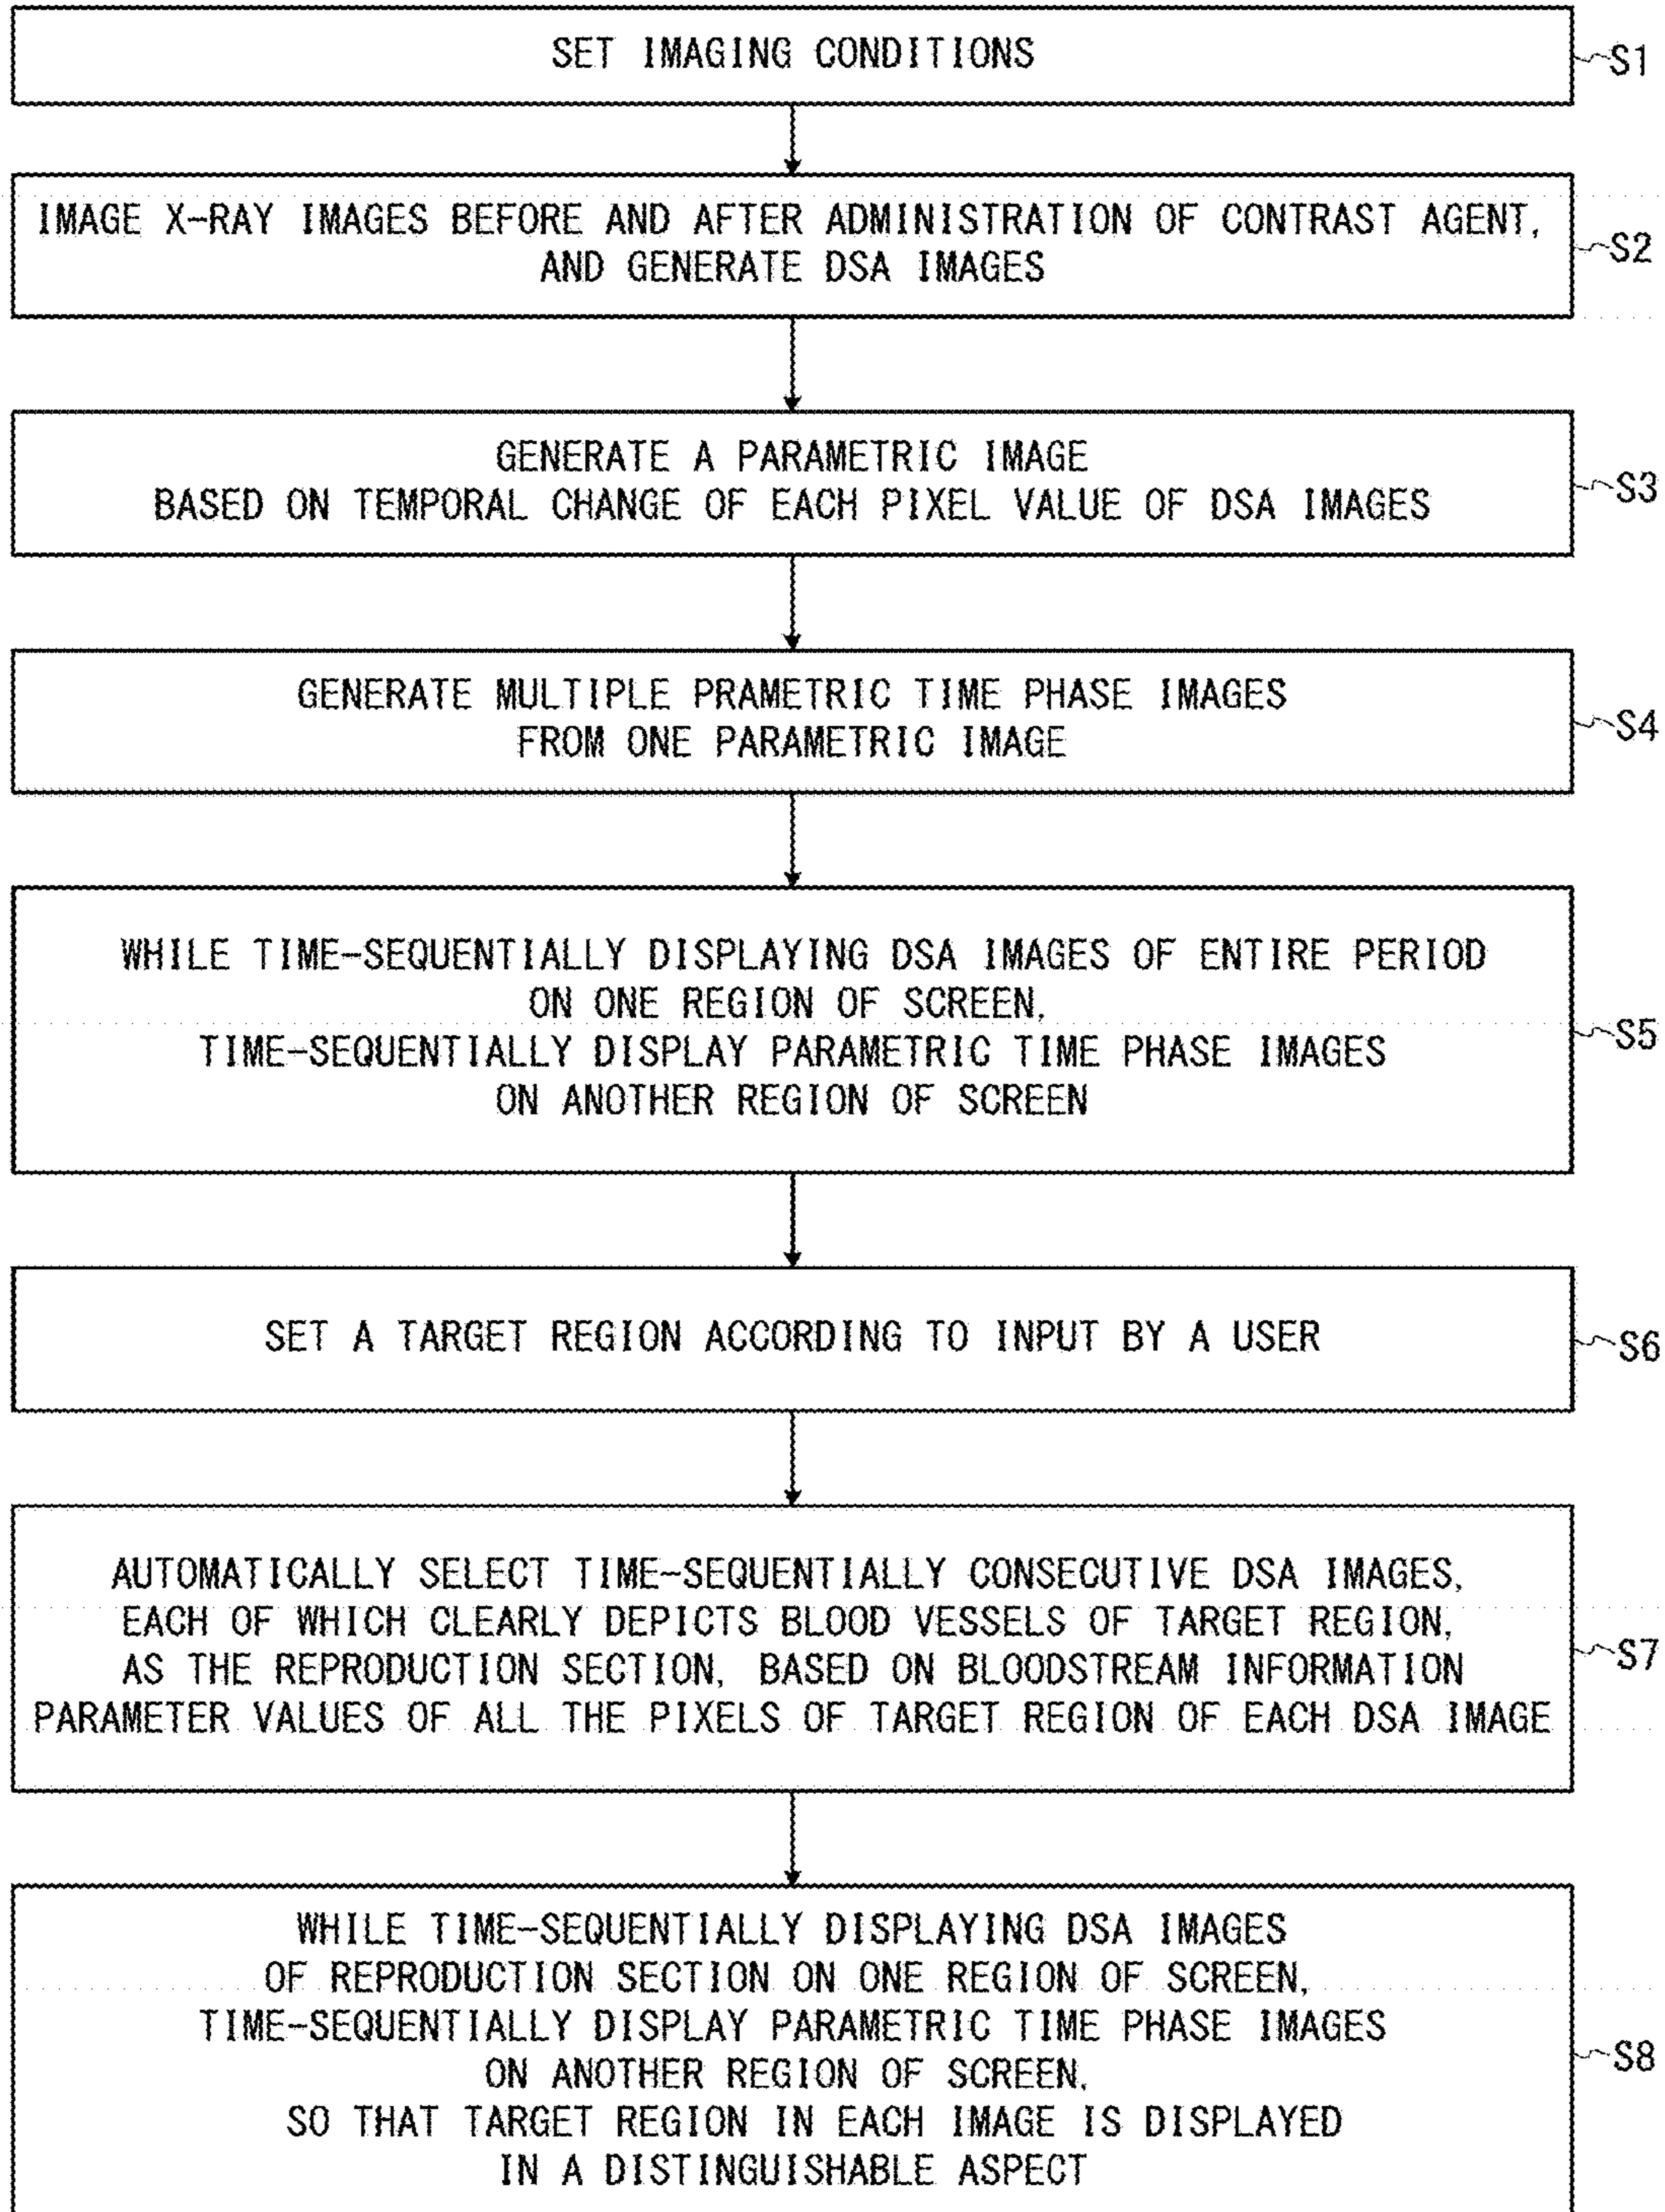 SET IMAGING CONDITIONS
S1
IMAGE X-RAY IMAGES BEFORE AND AFTER ADMINISTRATION OF CONTRAST AGENT,
AND GENERATE DSA IMAGES
S2
GENERATE A PARAMETRIC IMAGE
BASED ON TEMPORAL CHANGE OF EACH PIXEL VALUE OF DSA IMAGES
S3
GENERATE MULTIPLE PRAMETRIC TIME PHASE IMAGES
FROM ONE PARAMETRIC IMAGE
S4
WHILE TIME-SEQUENTIALLY DISPLAYING DSA IMAGES OF ENTIRE PERIOD
ON ONE REGION OF SCREEN,
TIME-SEQUENTIALLY DISPLAY PARAMETRIC TIME PHASE IMAGES
ON ANOTHER REGION OF SCREEN
S5
SET A TARGET REGION ACCORDING TO INPUT BY A USER
S6
AUTOMATICALLY SELECT TIME-SEQUENTIALLY CONSECUTIVE DSA IMAGES,
EACH OF WHICH CLEARLY DEPICTS BLOOD VESSELS OF TARGET REGION,
AS THE REPRODUCTION SECTION, BASED ON BLOODSTREAM INFORMATION
PARAMETER VALUES OF ALL THE PIXELS OF TARGET REGION OF EACH DSA IMAGE
S7
WHILE TIME-SEQUENTIALLY DISPLAYING DSA IMAGES
OF REPRODUCTION SECTION ON ONE REGION OF SCREEN,
TIME-SEQUENTIALLY DISPLAY PARAMETRIC TIME PHASE IMAGES
ON ANOTHER REGION OF SCREEN,
SO THAT TARGET REGION IN EACH IMAGE IS DISPLAYED
IN A DISTINGUISHABLE ASPECT
S8